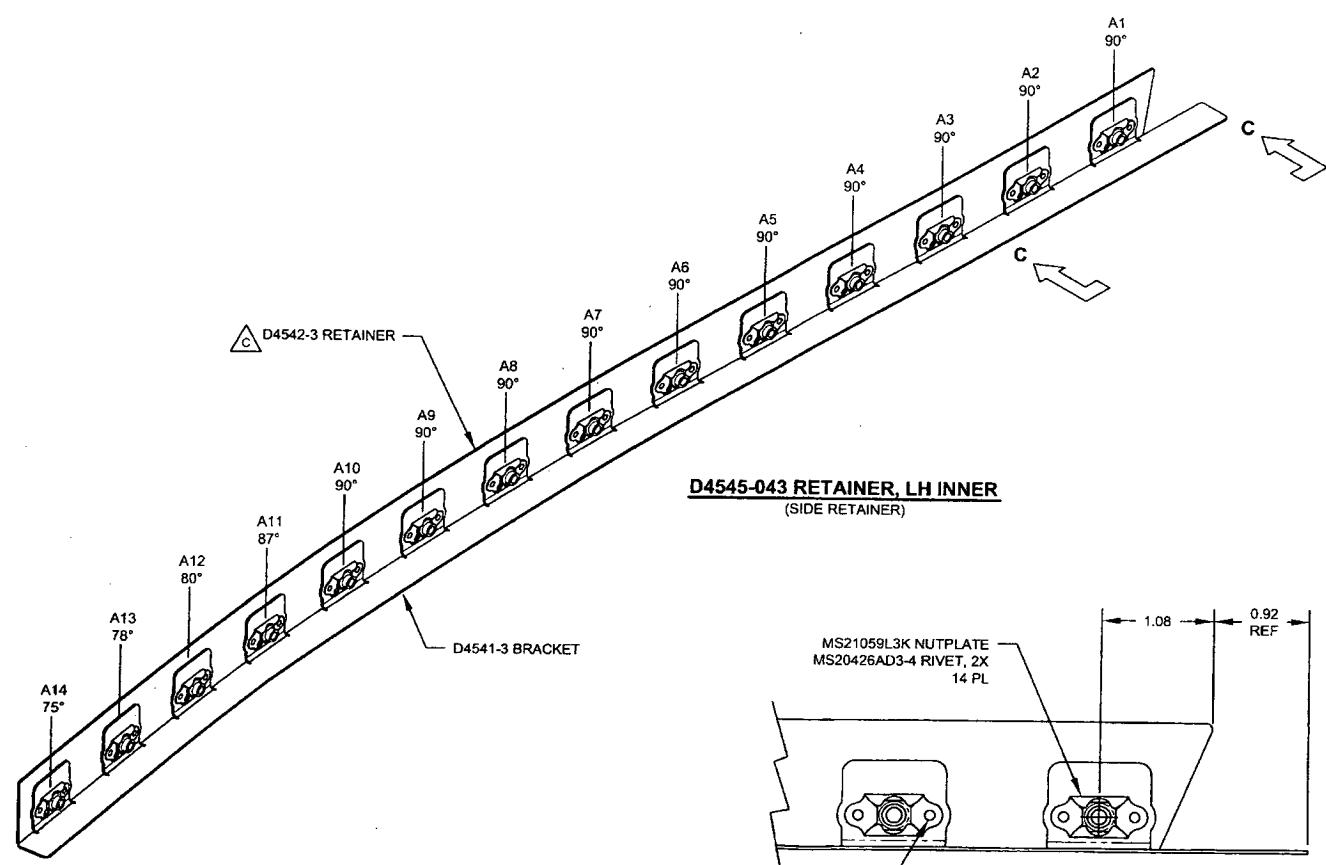 A1
90°
A2
90°
A3
90°
A4
90°
A5
90°
A6
90°
A7
90°
A8
90°
A9
90°
A10
90°
A11
87°
A12
80°
A13
78°
A14
75°
C
C
C D4542-3 RETAINER
D4541-3 BRACKET
D4545-043 RETAINER, LH INNER
(SIDE RETAINER)
MS21059L3K NUTPLATE
MS20426AD3-4 RIVET, 2X
14 PL
1.08
0.92
REF